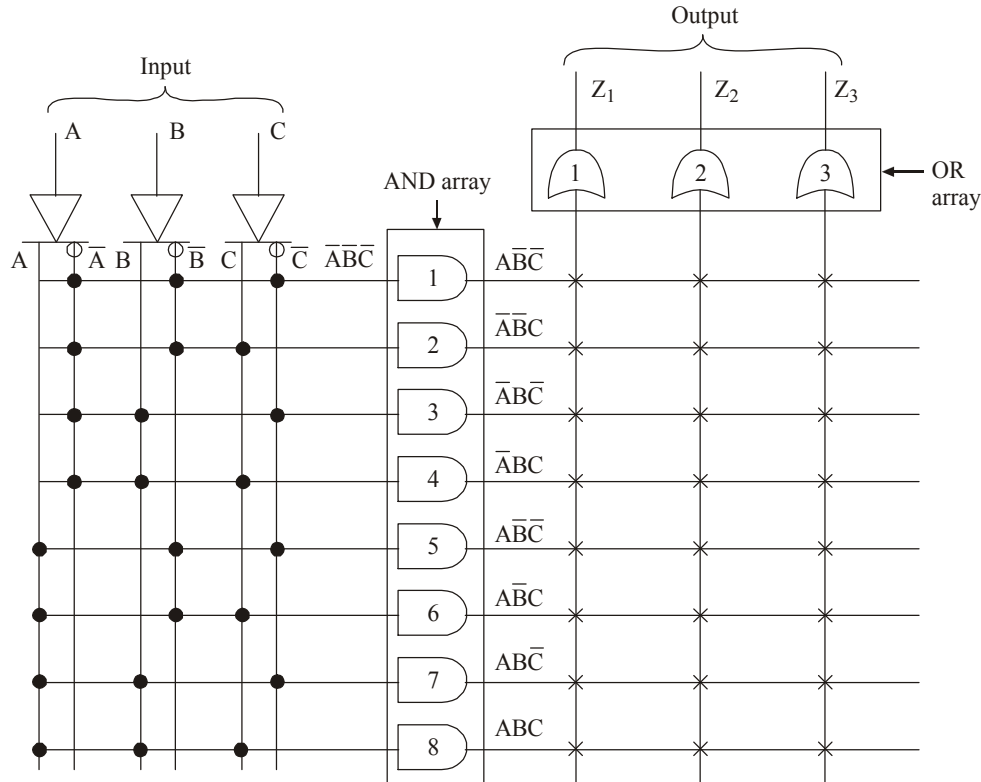 Output
Input
Z₁ Z₂ Z₃
A B C
1 2 3
OR array
AND array
A A̅ B B̅ C C̅
A̅B̅C̅ 1 AB̅C̅
2 A̅B̅C
3 A̅BC̅
4 A̅BC
5 AB̅C̅
6 AB̅C
7 ABC̅
8 ABC